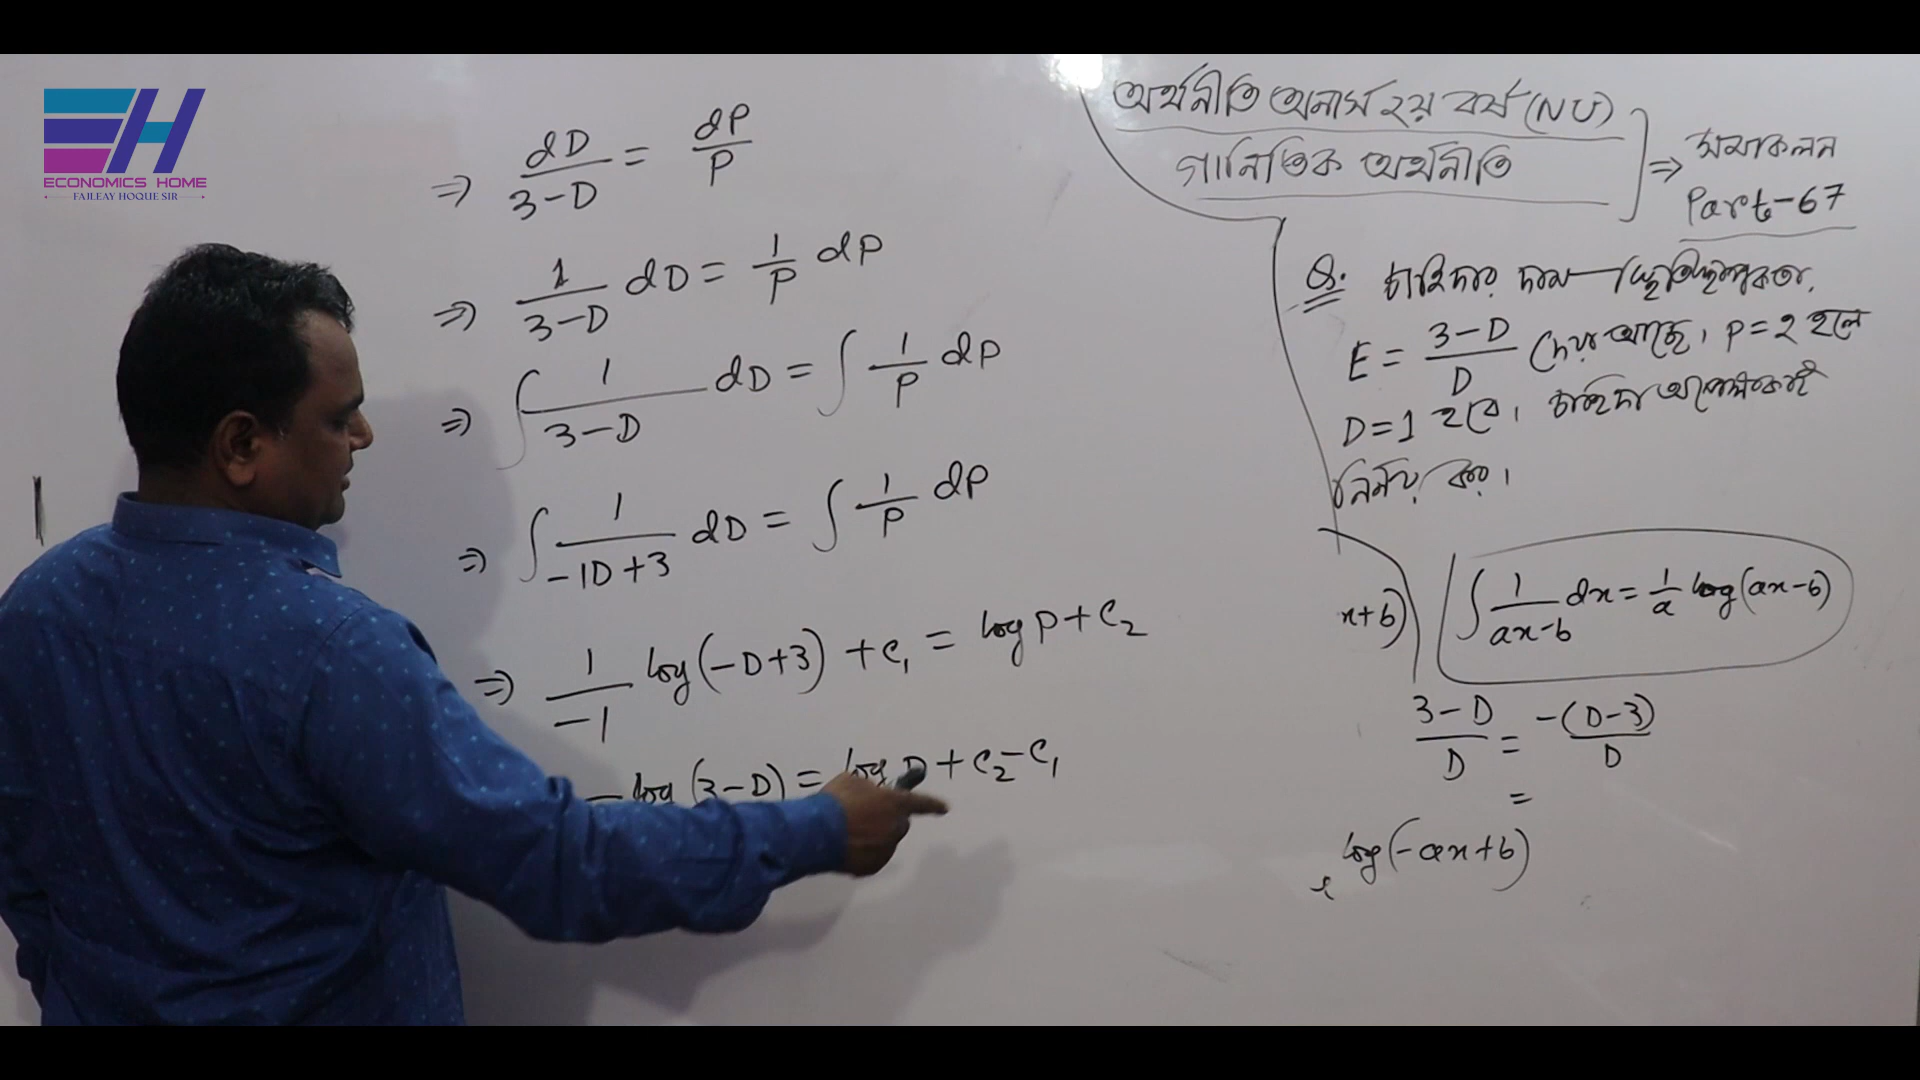 EH
ECONOMICS HOME
FAJLEAY HOQUE SIR
⇒ dD/(3-D) = dP/P
⇒ 1/(3-D) dD = 1/P dP
⇒ ∫ 1/(3-D) dD = ∫ 1/P dP
⇒ ∫ 1/(-1D+3) dD = ∫ 1/P dP
⇒ 1/-1 log(-D+3) + C₁ = log P + C₂
- log (3-D) = log + C₂ - C₁
অর্থনীতি অনার্স ২য় বর্ষ (NU)
গানিতিক অর্থনীতি
⇒ সমাকলন
Part-67
Q. চাহিদার দাম স্থিতিস্থাপকতা,
E = (3-D)/D দেয়া আছে। P=2 হলে
D=1 হবে। চাহিদা অপেক্ষকটি
নির্ণয় কর।
x+b)
∫ 1/(ax-b) dx = 1/a log(ax-b)
(3-D)/D = -(D-3)/D
=
log(-ax+b)